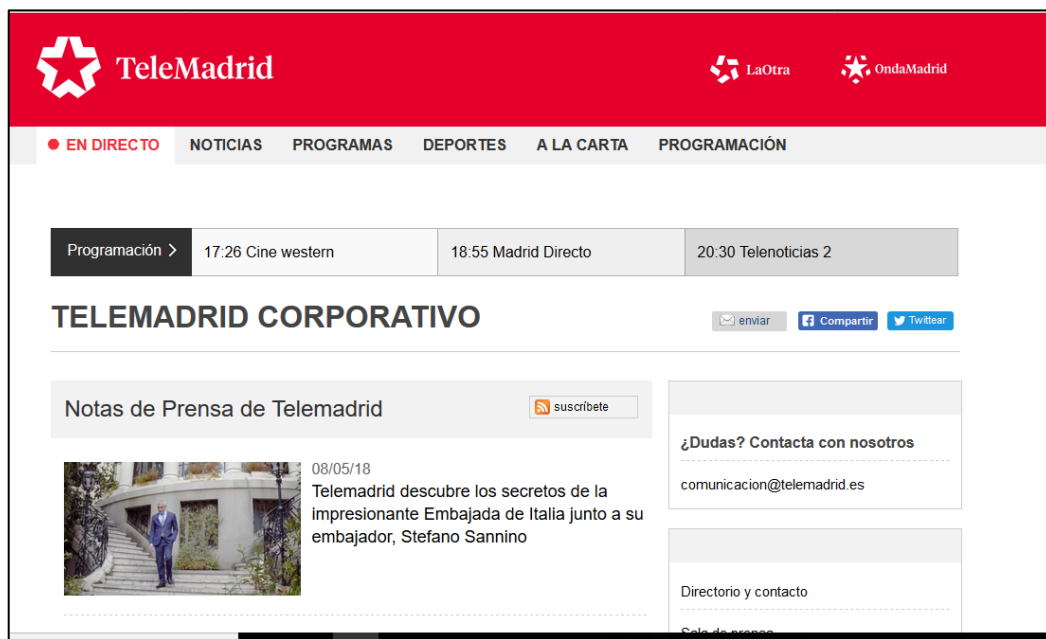 TeleMadrid
LaOtra
OndaMadrid
EN DIRECTO NOTICIAS PROGRAMAS DEPORTES A LA CARTA PROGRAMACIÓN
Programación 17:26 Cine western 18:55 Madrid Directo 20:30 Telenoticias 2
TELEMADRID CORPORATIVO
enviar Compartir Twittear
Notas de Prensa de Telemadrid
suscríbete
08/05/18
Telemadrid descubre los secretos de la
impresionante Embajada de Italia junto a su
embajador, Stefano Sannino
¿Dudas? Contacta con nosotros
comunicacion@telemadrid.es
Directorio y contacto
Sala de prensa